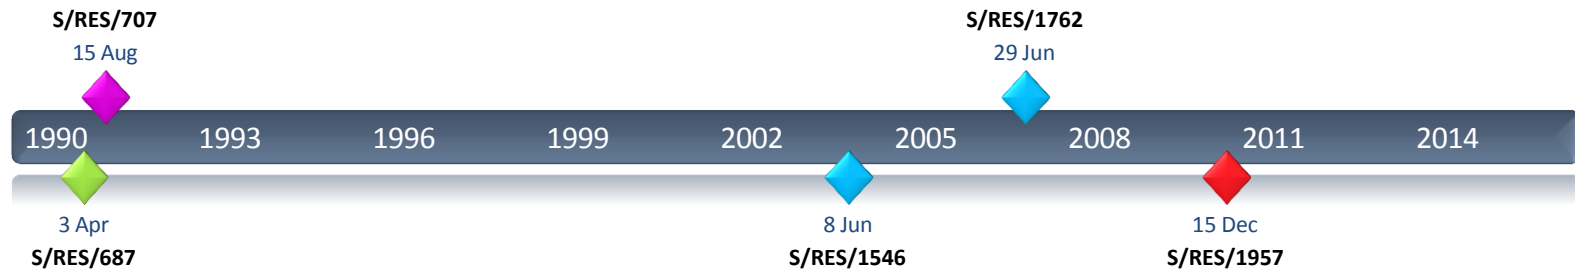 S/RES/707
15 Aug
S/RES/1762
29 Jun
1990 1993 1996 1999 2002 2005 2008 2011 2014
3 Apr
S/RES/687
8 Jun
S/RES/1546
15 Dec
S/RES/1957